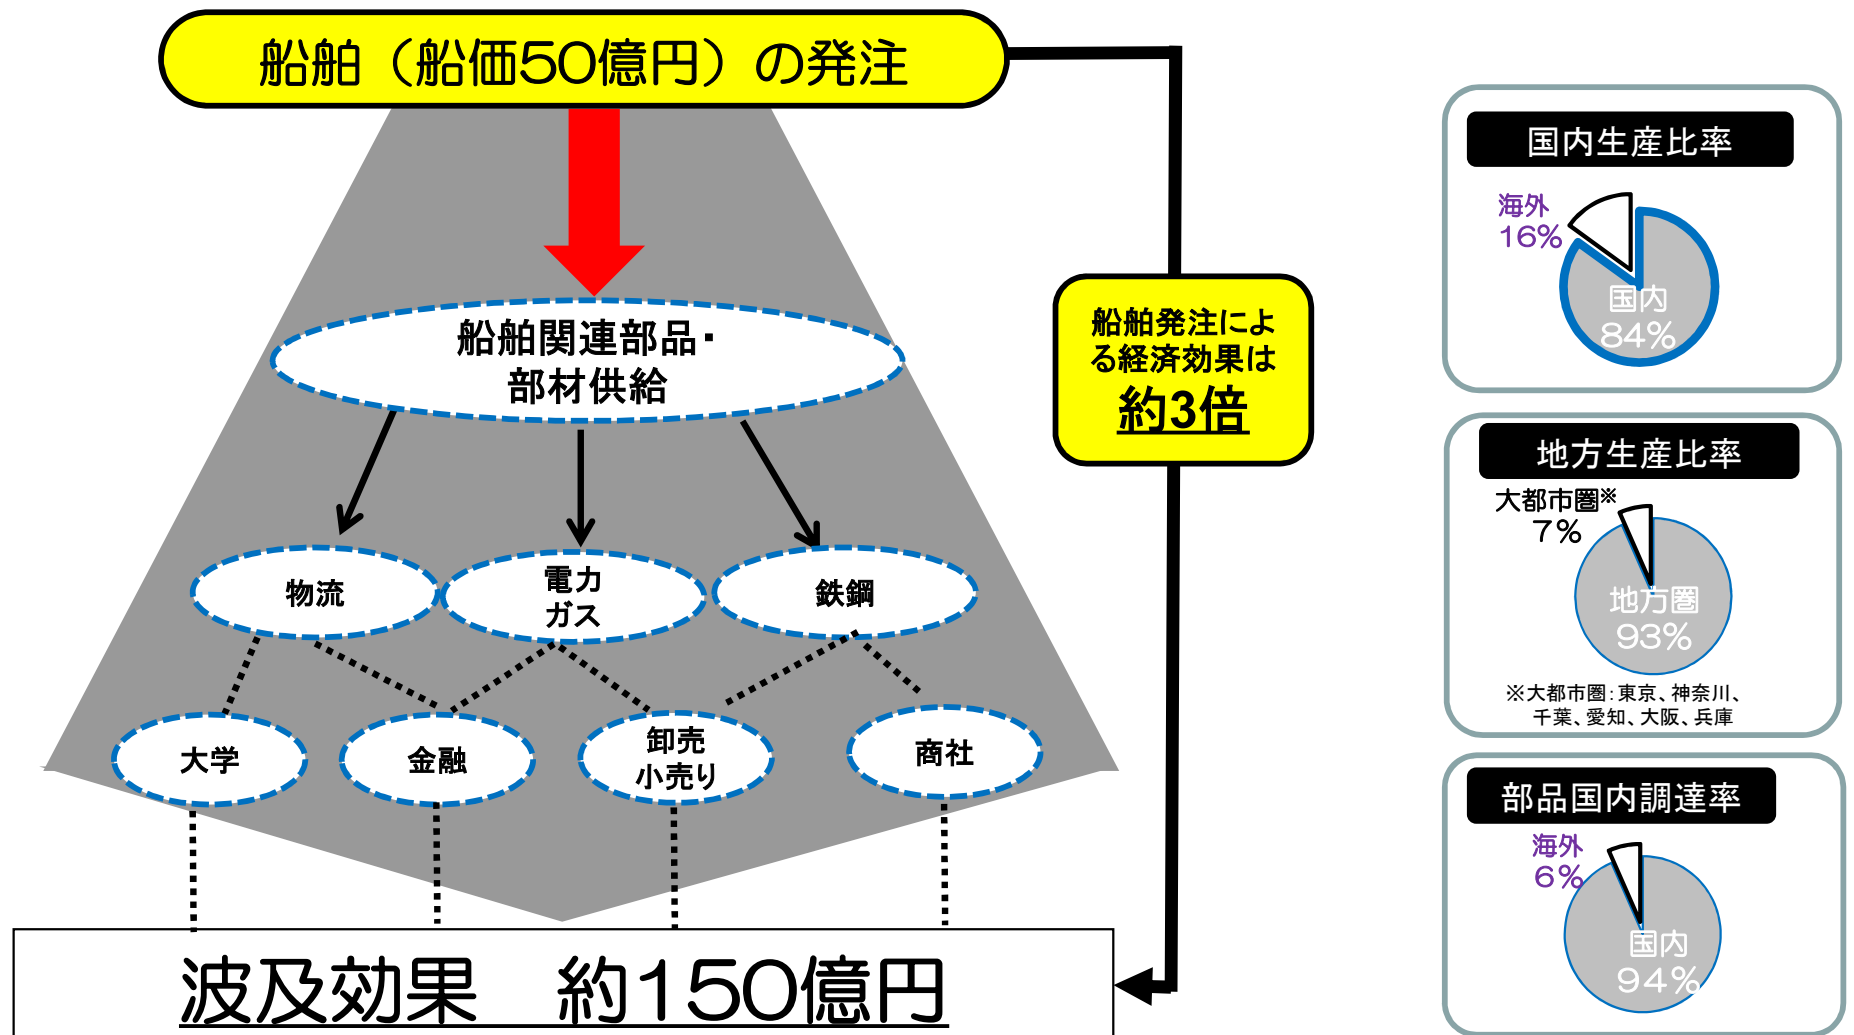 船舶（船価50億円）の発注
船舶関連部品・
部材供給
物流
電力
ガス
鉄鋼
大学
金融
卸売
小売り
商社
波及効果　約150億円
船舶発注によ
る経済効果は
約3倍
国内生産比率
海外
16%
国内
84%
地方生産比率
大都市圏※
7%
地方圏
93%
※大都市圏：東京、神奈川、
千葉、愛知、大阪、兵庫
部品国内調達率
海外
6%
国内
94%